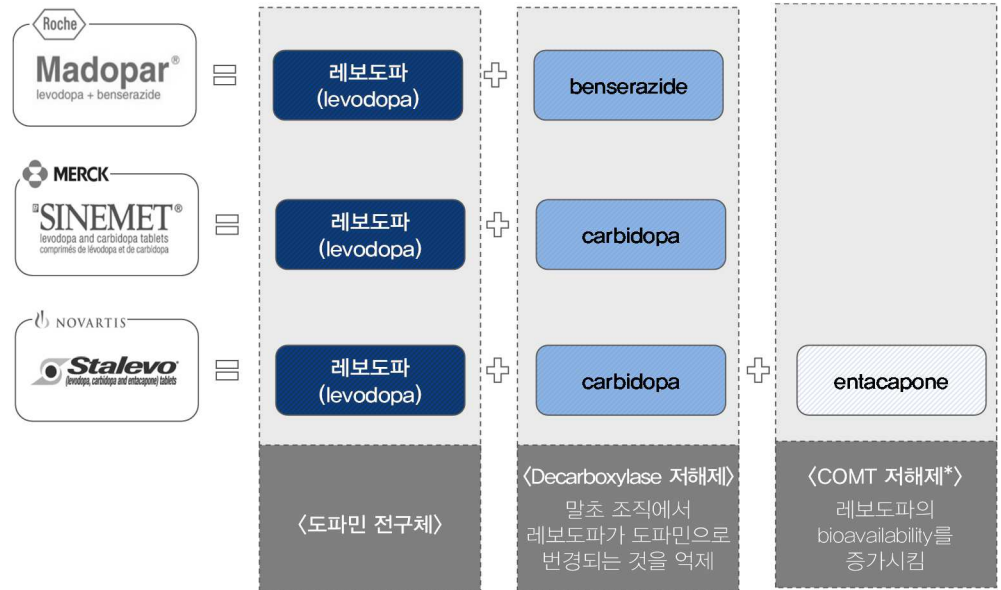 Roche
Madopar®
levodopa + benserazide
레보도파
(levodopa)
benserazide
MERCK
SINEMET®
levodopa and carbidopa tablets
comprimés de lévodopa et de carbidopa
레보도파
(levodopa)
carbidopa
NOVARTIS
Stalevo®
(levodopa, carbidopa and entacapone) tablets
레보도파
(levodopa)
carbidopa
entacapone
〈도파민 전구체〉
〈Decarboxylase 저해제〉
말초 조직에서
레보도파가 도파민으로
변경되는 것을 억제
〈COMT 저해제*〉
레보도파의
bioavailability를
증가시킴